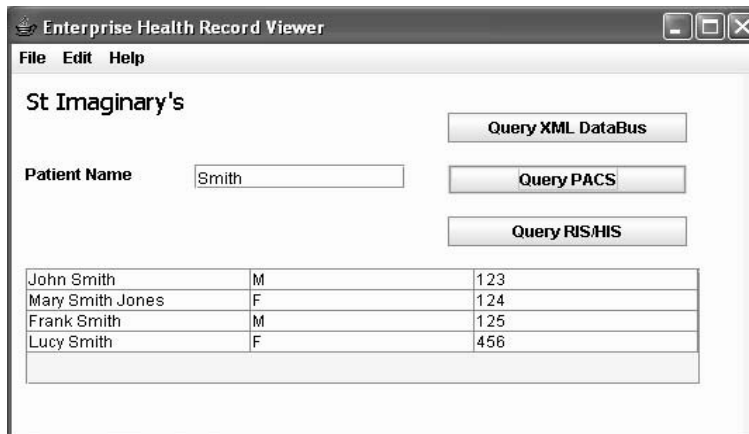 Enterprise Health Record Viewer
File Edit Help
St Imaginary's
Query XML DataBus
Patient Name Smith Query PACS
Query RIS/HIS
John Smith M 123
Mary Smith Jones F 124
Frank Smith M 125
Lucy Smith F 456